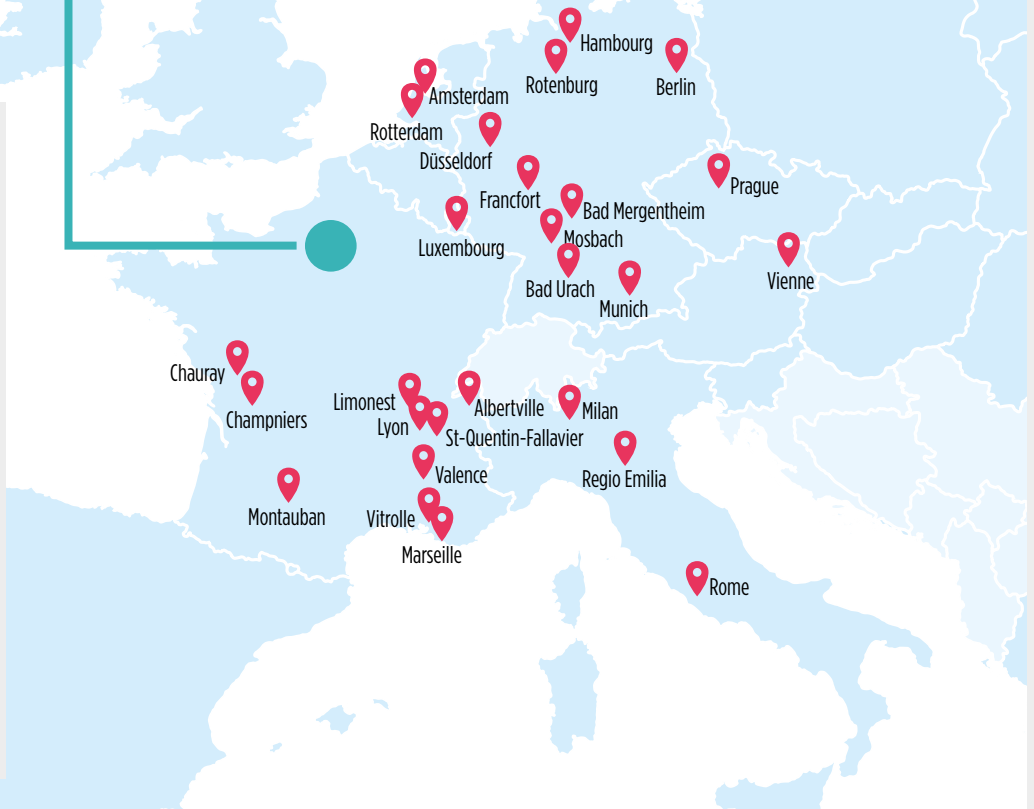 Hambourg
Rotenburg
Berlin
Amsterdam
Rotterdam
Düsseldorf
Prague
Francfort
Bad Mergentheim
Mosbach
Luxembourg
Vienne
Bad Urach
Munich
Chauray
Limonest
Albertville
Milan
Champniers
Lyon
St-Quentin-Fallavier
Valence
Regio Emilia
Montauban
Vitrolle
Marseille
Rome